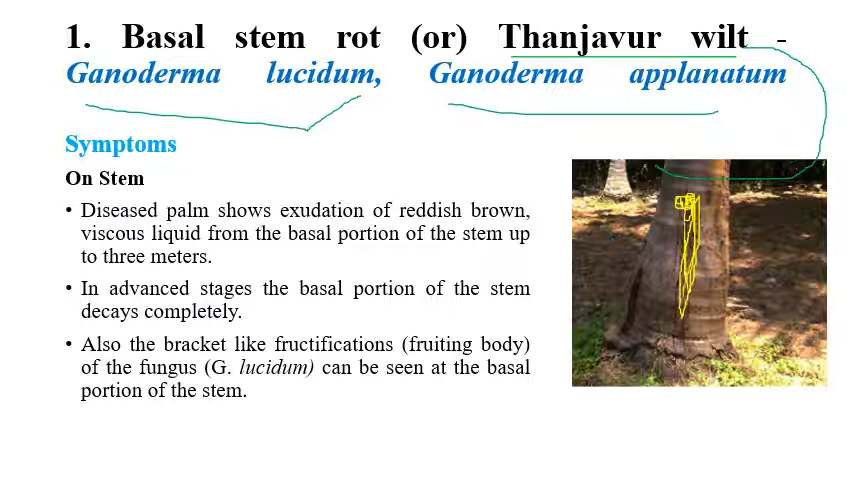 1. Basal stem rot (or) Thanjavur wilt -
Ganoderma lucidum, Ganoderma applanatum
Symptoms
On Stem
• Diseased palm shows exudation of reddish brown,
viscous liquid from the basal portion of the stem up
to three meters.
• In advanced stages the basal portion of the stem
decays completely.
• Also the bracket like fructifications (fruiting body)
of the fungus (G. lucidum) can be seen at the basal
portion of the stem.